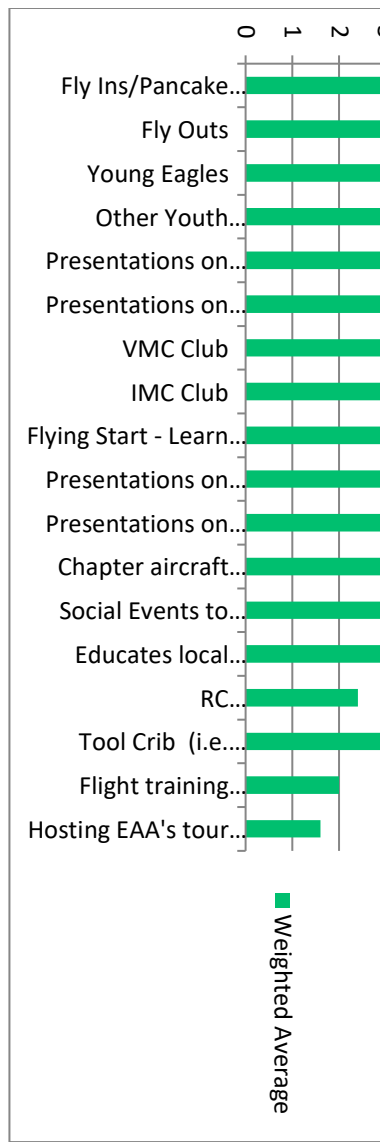 0
1
2
Fly Ins/Pancake...
Fly Outs
Young Eagles
Other Youth...
Presentations on...
Presentations on...
VMC Club
IMC Club
Flying Start - Learn...
Presentations on...
Presentations on...
Chapter aircraft...
Social Events to...
Educates local...
RC...
Tool Crib (i.e....
Flight training...
Hosting EAA's tour...
Weighted Average